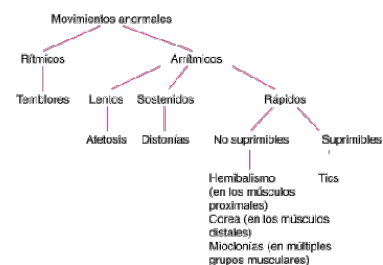 Movimientos anormales
Rítmicos Arrítmicos
Temblores Lentos Sostenidos Rápidos
Atetosis Distonías No suprimibles Suprimibles
Hemibalismo Tics
(en los músculos
proximales)
Corea (en los músculos
distales)
Mioclonías (en múltiples
grupos musculares)